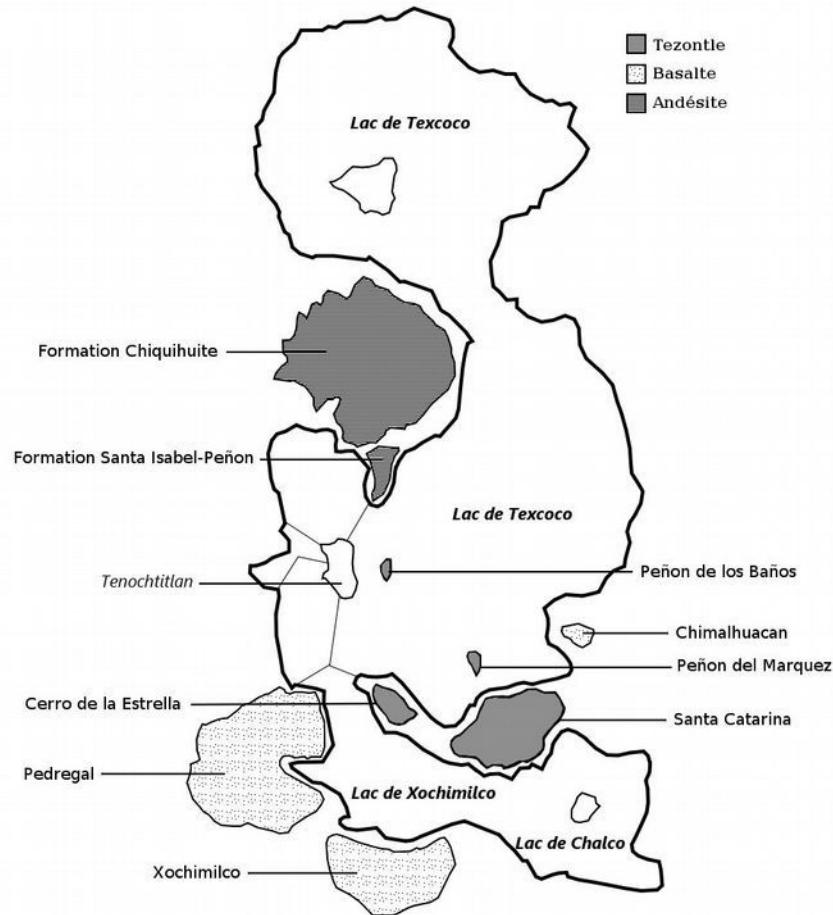 Tezontle
Basalte
Andésite
Lac de Texcoco
Formation Chiquihuite
Formation Santa Isabel-Peñon
Lac de Texcoco
Tenochtitlan
Peñon de los Baños
Chimalhuacan
Peñon del Marquez
Cerro de la Estrella
Santa Catarina
Pedregal
Lac de Xochimilco
Lac de Chalco
Xochimilco